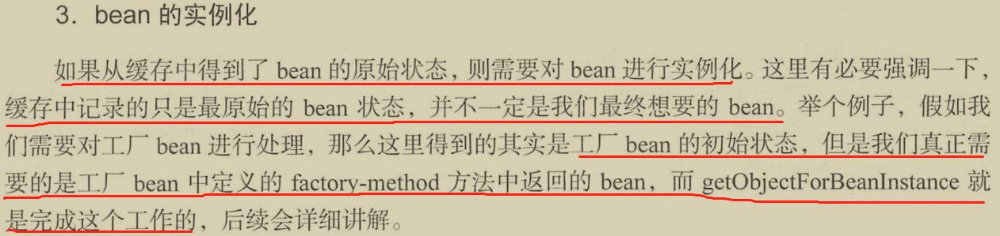 3. bean 的实例化
如果从缓存中得到了 bean 的原始状态，则需要对 bean 进行实例化。这里有必要强调一下，
缓存中记录的只是最原始的 bean 状态，并不一定是我们最终想要的 bean。举个例子，假如我
们需要对工厂 bean 进行处理，那么这里得到的其实是工厂 bean 的初始状态，但是我们真正需
要的是工厂 bean 中定义的 factory-method 方法中返回的 bean，而 getObjectForBeanInstance 就
是完成这个工作的，后续会详细讲解。